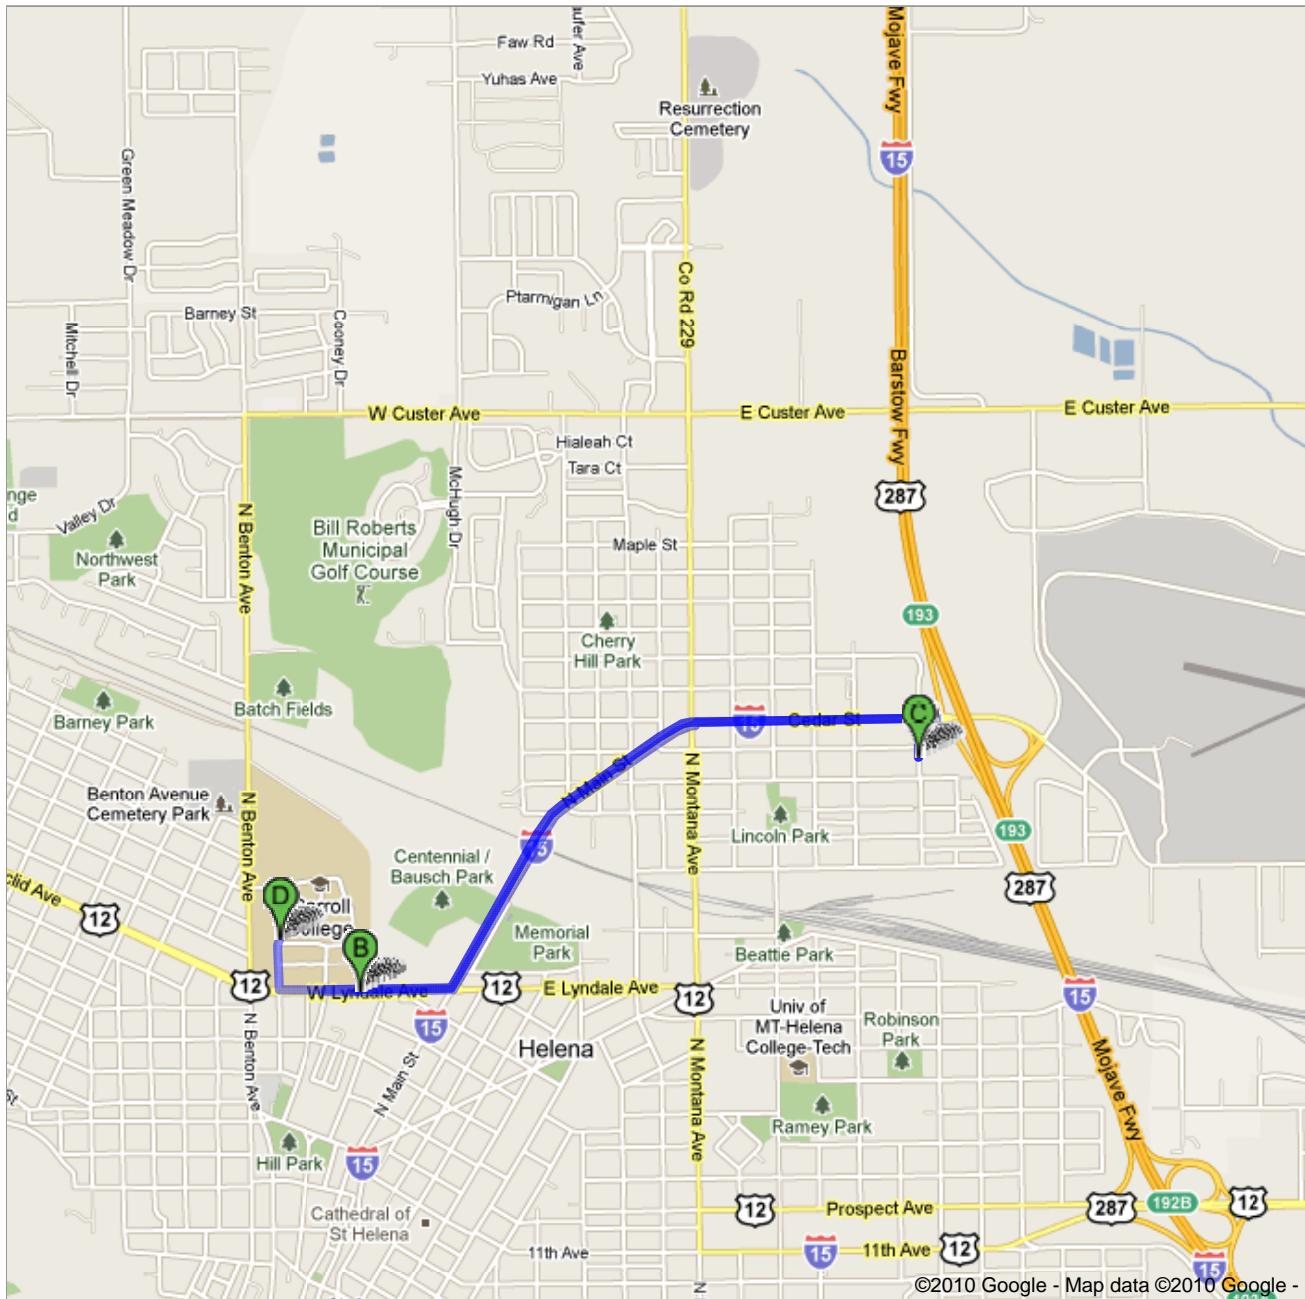 Faw Rd
Yuhas Ave
aufer Ave
Mojave Fwy
15
Resurrection
Cemetery
Green Meadow Dr
Barney St
Cooney Dr
Mitchell Dr
Ptarmigan Ln
Co Rd 229
Barstow Fwy
W Custer Ave
E Custer Ave
E Custer Ave
Hialeah Ct
Tara Ct
McHugh Dr
287
nge
d
Valley Dr
N Benton Ave
Bill Roberts
Municipal
Golf Course
Maple St
Northwest
Park
193
Cherry
Hill Park
Barney Park
Batch Fields
15
Cedar St
C
N Main St
N Montana Ave
Benton Avenue
Cemetery Park
N Benton Ave
Lincoln Park
193
15
Centennial /
Bausch Park
clid Ave
12
D
Carroll
College
B
287
Memorial
Park
Beattie Park
12
W Lyndale Ave
12
E Lyndale Ave
12
15
15
Univ of
MT-Helena
College-Tech
Robinson
Park
Helena
N Benton Ave
N Main St
N Montana Ave
Mojave Fwy
St
Ramey Park
Hill Park
15
Cathedral of
St Helena
12
Prospect Ave
287
192B
12
11th Ave
15
11th Ave
12
15
N
193
©2010 Google - Map data ©2010 Google -